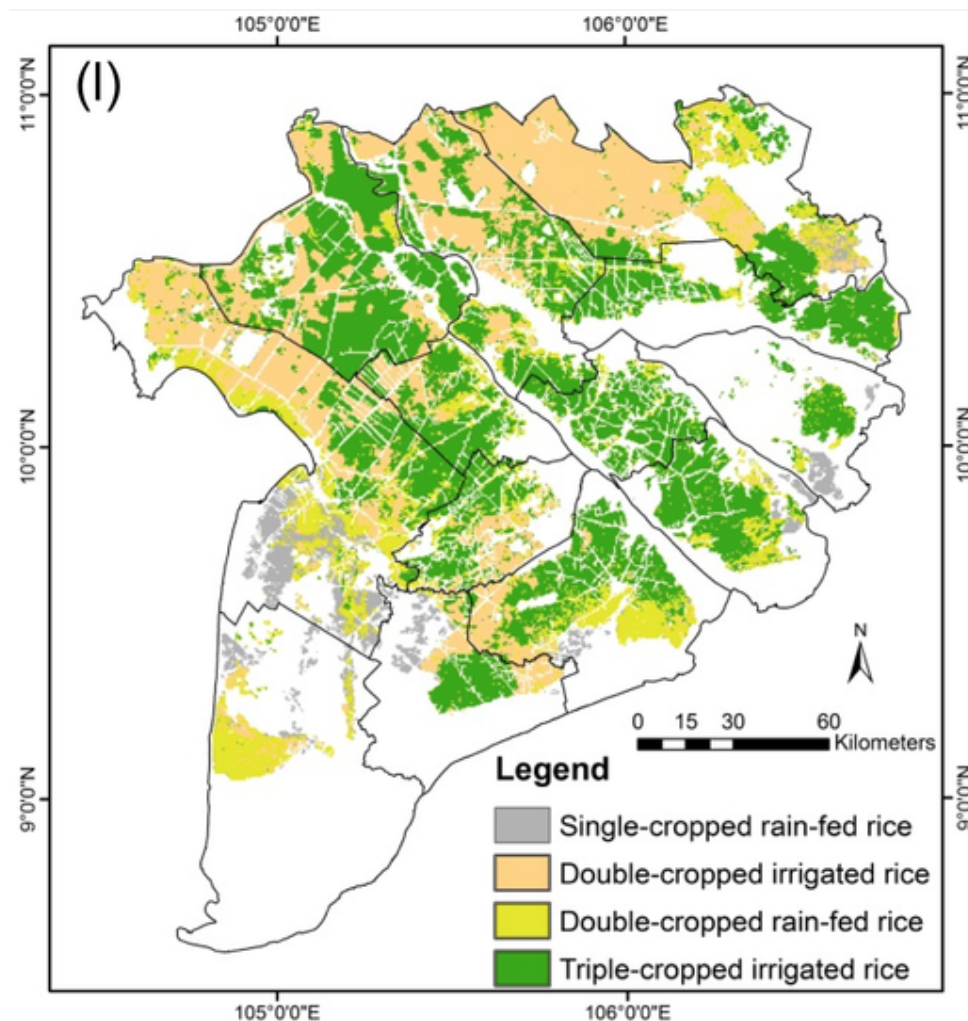 105°0'0"E 106°0'0"E
(l)
11°0'0"N 11°0'0"N
10°0'0"N 10°0'0"N
N
0 15 30 60
Kilometers
Legend
9°0'0"N 9°0'0"N
Single-cropped rain-fed rice
Double-cropped irrigated rice
Double-cropped rain-fed rice
Triple-cropped irrigated rice
105°0'0"E 106°0'0"E